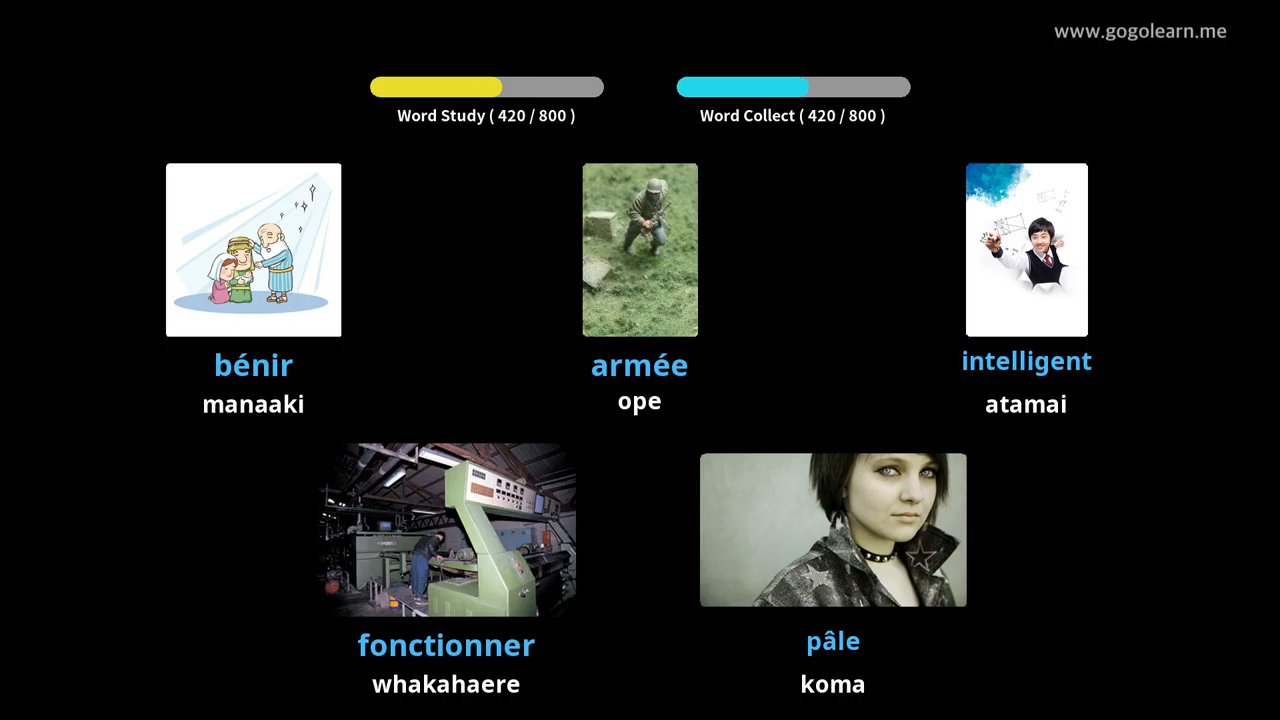 www.gogolearn.me
Word Study ( 420 / 800 )
Word Collect ( 420 / 800 )
bénir
manaaki
armée
ope
intelligent
atamai
fonctionner
whakahaere
pâle
koma